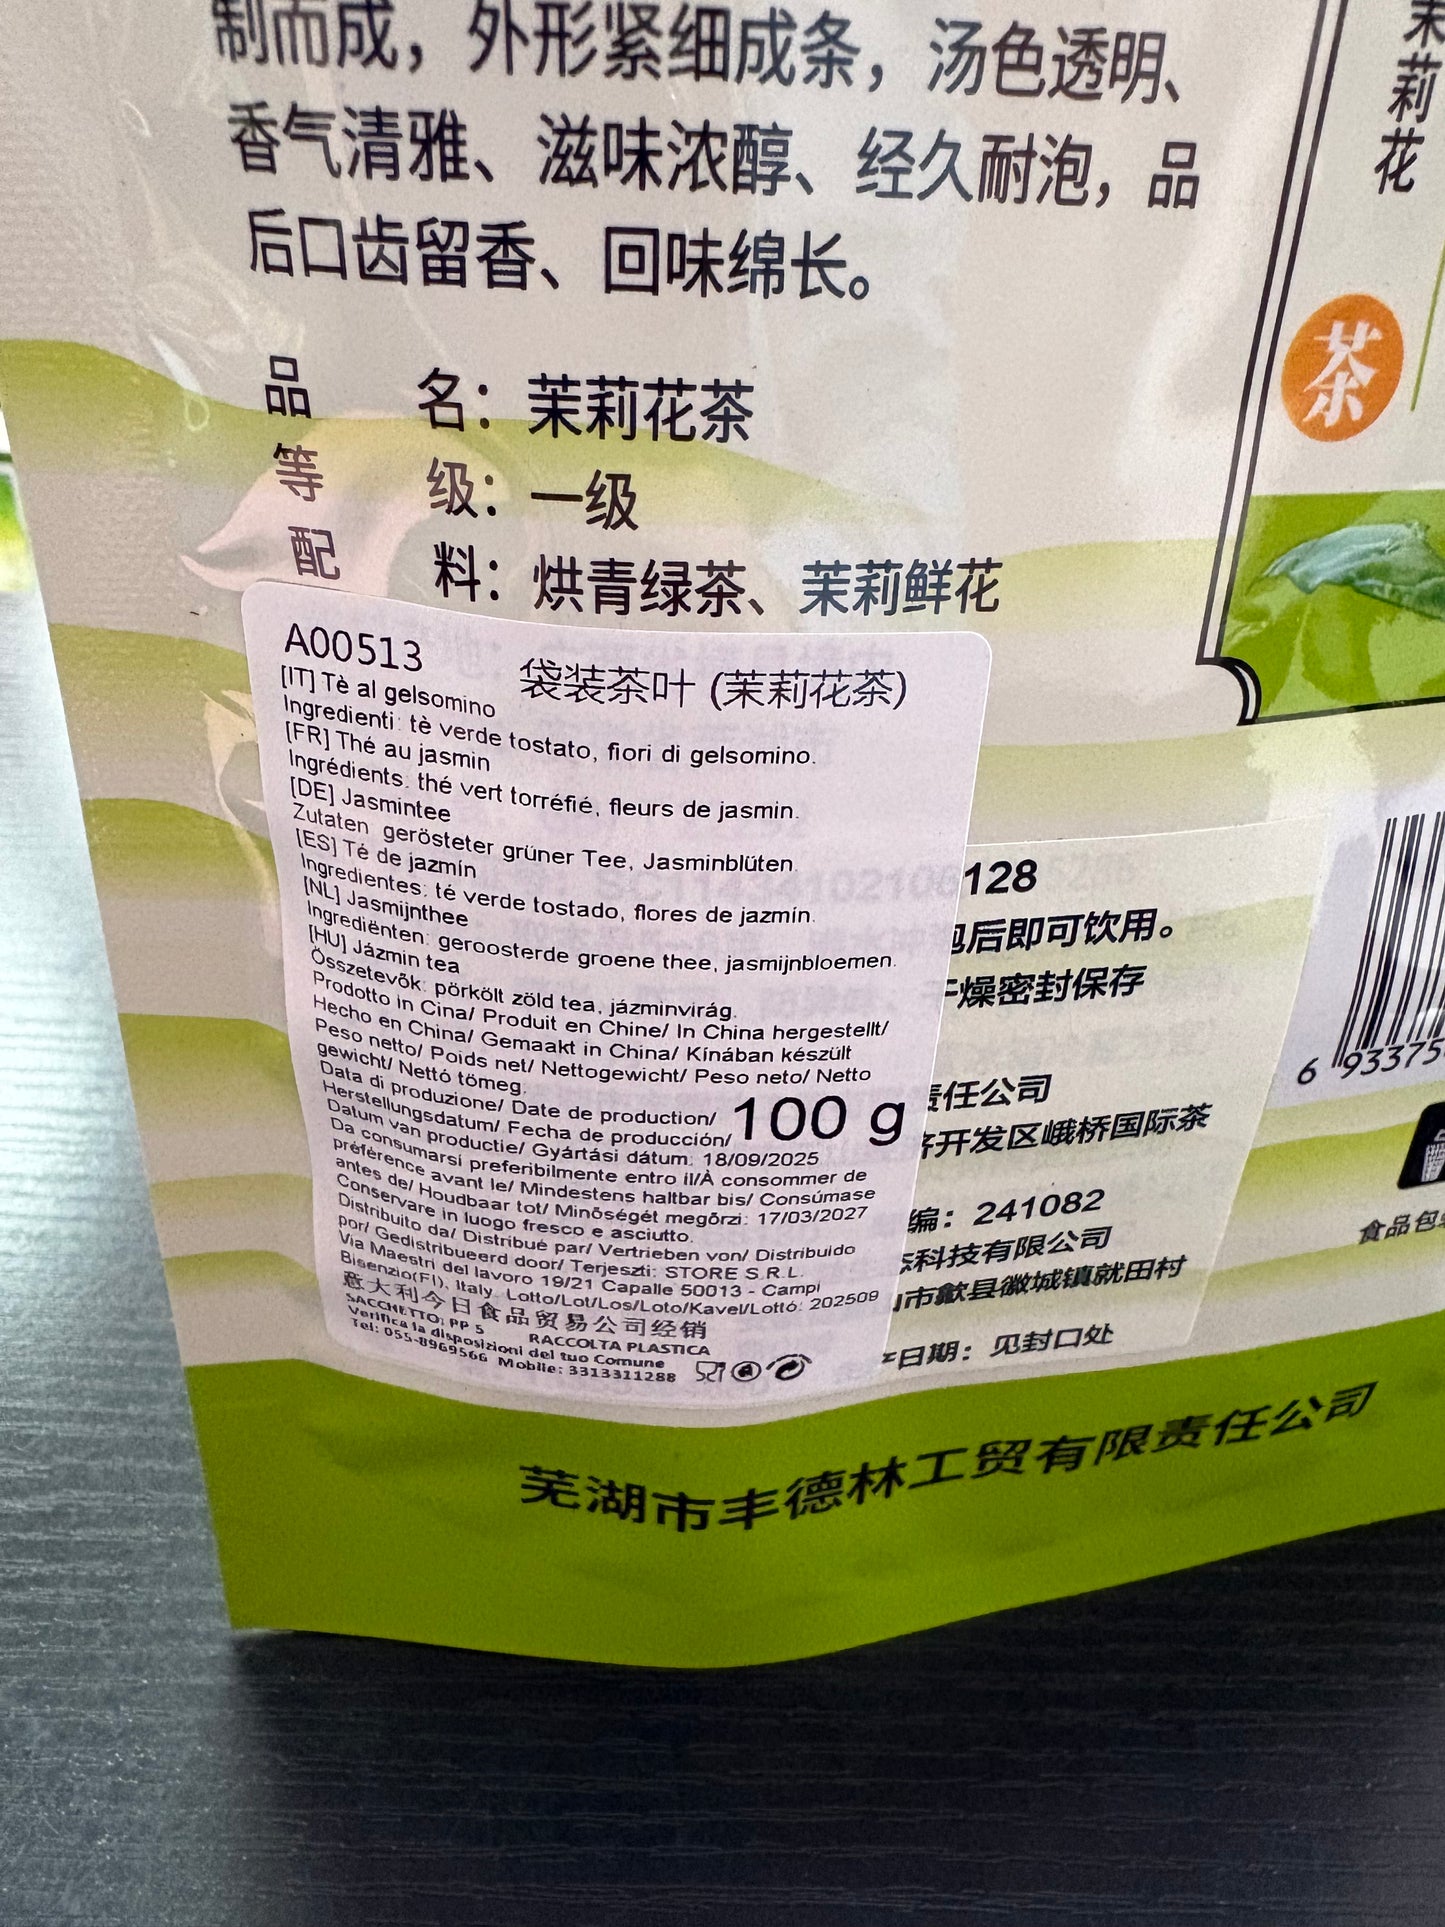 制而成，外形紧细成条，汤色透明、
香气清雅、滋味浓醇、经久耐泡，品
后口齿留香、回味绵长。
品 名：茉莉花茶
等 级：一级
配 料：烘青绿茶、茉莉鲜花
A00513
袋装茶叶 (茉莉花茶)
[IT] Tè al gelsomino
Ingredienti: tè verde tostato, fiori di gelsomino.
[FR] Thé au jasmin
Ingrédients: thé vert torréfié, fleurs de jasmin.
[DE] Jasmintee
Zutaten gerösteter grüner Tee, Jasminblüten.
[ES] Té de jazmín
Ingredientes: té verde tostado, flores de jazmín.
[NL] Jasmijnthee
Ingrediënten: geroosterde groene thee, jasmijnbloemen.
[HU] Jázmin tea
Összetevõk: pörkölt zöld tea, jázminvirág.
Prodotto in Cina/ Produit en Chine/ In China hergestellt/
Hecho en China/ Gemaakt in China/ Kínában készült
Peso netto/ Poids net/ Nettogewicht/ Peso neto/ Netto
gewicht/ Nettó tömeg:
100 g
Data di produzione/ Date de production/
Herstellungsdatum/ Fecha de producción/
Datum van productie/ Gyártási dátum: 18/09/2025
Da consumarsi preferibilmente entro il/À consommer de
préférence avant le/ Mindestens haltbar bis/ Consúmase
antes de/ Houdbaar tot/ Minõségét megõrzi: 17/03/2027
Conservare in luogo fresco e asciutto.
Distribuito da/ Distribué par/ Vertrieben von/ Distribuido
por/ Gedistribueerd door/ Terjeszti: STORE S.R.L.
Via Maestri del lavoro 19/21 Capalle 50013 - Campi
Bisenzio(FI), Italy Lotto/Lot/Los/Loto/Kavel/Lottó: 202509
意大利今日食品贸易公司经销
SACCHETTO: PP 5 RACCOLTA PLASTICA
Verifica la disposizioni del tuo Comune
Tel: 055-8969566 Mobile: 3313311288
128
后即可饮用。
燥密封保存
责任公司
开发区峨桥国际茶
编：241082
科技有限公司
市歙县徽城镇就田村
日期：见封口处
芜湖市丰德林工贸有限责任公司
茉莉花
茶
6 93375
食品包